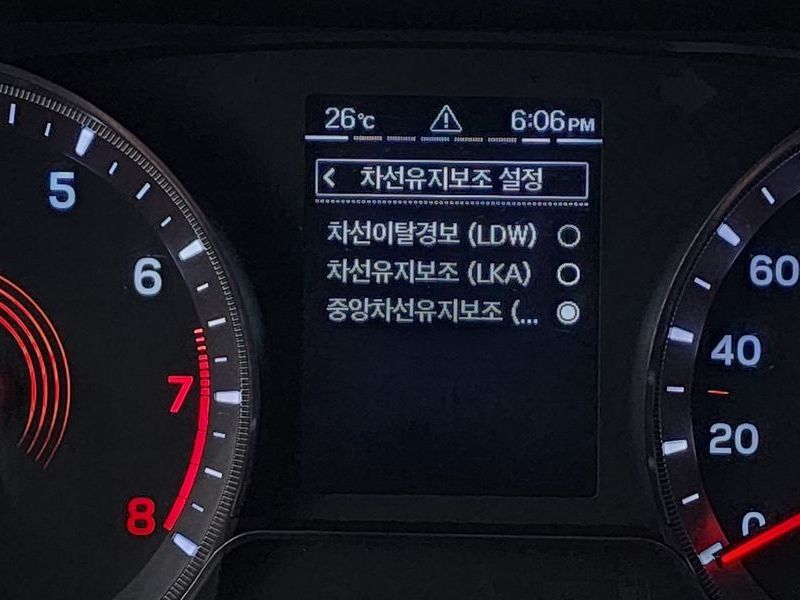 26℃ 6:06 PM
< 차선유지보조 설정
차선이탈경보 (LDW)
차선유지보조 (LKA)
중앙차선유지보조 (...
5
6
7
8
60
40
20
0